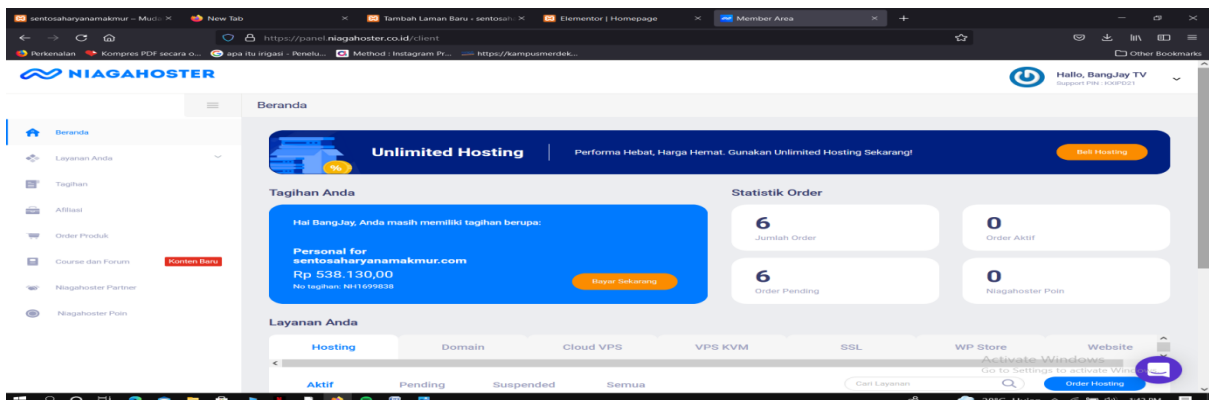 sentosaharyanamakmur – Muda
New Tab
Tambah Laman Baru - sentosah
Elementor | Homepage
Member Area
https://panel.niagahoster.co.id/client
Perkenalan
Kompres PDF secara o...
apa itu irigasi - Penelu...
Method : Instagram Pr...
https://kampusmerdek...
Other Bookmarks
NIAGAHOSTER
Hallo, BangJay TV
Support PIN :
Beranda
Beranda
Layanan Anda
Tagihan
Afiliasi
Order Produk
Course dan Forum
Konten Baru
Niagahoster Partner
Niagahoster Poin
Unlimited Hosting
Performa Hebat, Harga Hemat. Gunakan Unlimited Hosting Sekarang!
Beli Hosting
Tagihan Anda
Hai BangJay, Anda masih memiliki tagihan berupa:
Personal for
sentosaharyanamakmur.com
Rp 538.130,00
No tagihan: NH1699838
Bayar Sekarang
Statistik Order
6
Jumlah Order
0
Order Aktif
6
Order Pending
0
Niagahoster Poin
Layanan Anda
Hosting Domain Cloud VPS VPS KVM SSL WP Store Website
Activate Windows
Go to Settings to activate Wind
Aktif Pending Suspended Semua
Cari Layanan
Order Hosting